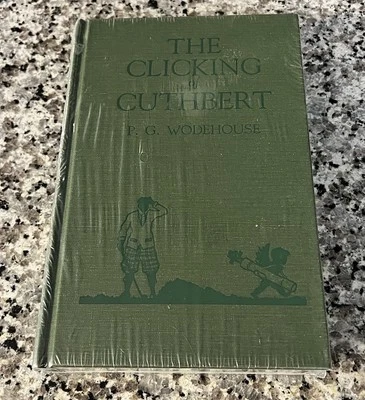 THE
CLICKING
of
CUTHBERT
P. G. WODEHOUSE